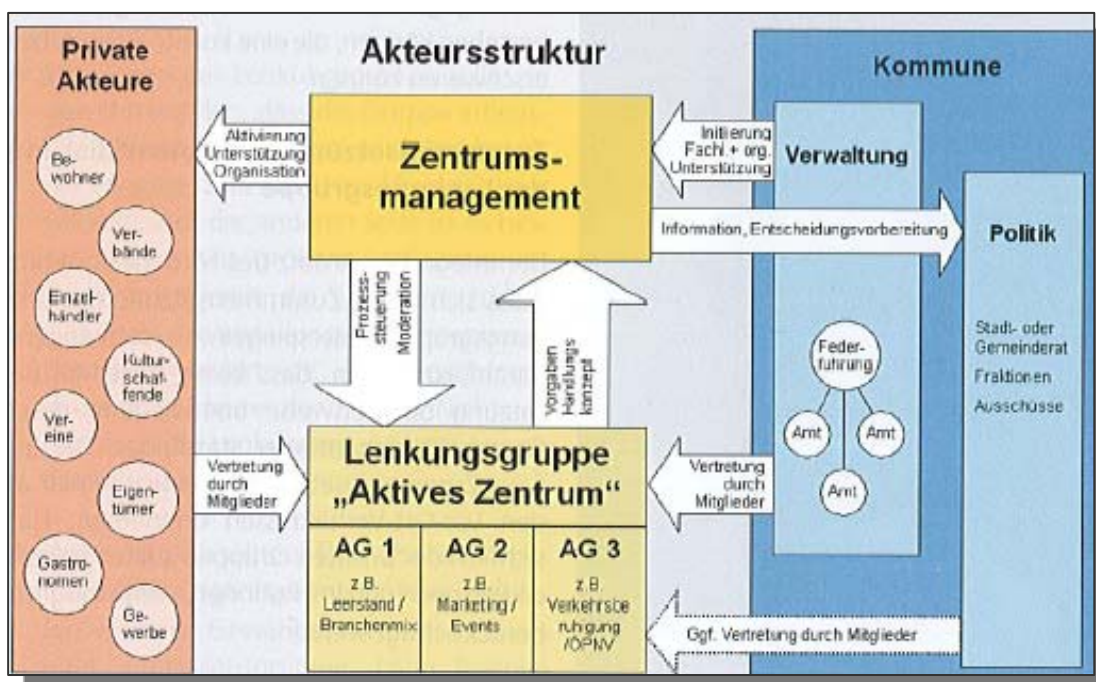 Private
Akteure
Be-
wohner
Ver-
bände
Einzel-
händler
Kultur-
schaf-
fende
Ver-
eine
Eigen-
tümer
Gastro-
nomen
Ge-
werbe
Akteursstruktur
Aktivierung
Unterstützung
Organisation
Zentrums-
management
Initiierung
Fachl.+ org.
Unterstützung
Information, Entscheidungsvorbereitung
Prozess-
steuerung
Moderation
Vorgaben
Handlungs
konzept
Vertretung
durch
Mitglieder
Lenkungsgruppe
„Aktives Zentrum“
Vertretung
durch
Mitglieder
AG 1
z.B.
Leerstand /
Branchenmix
AG 2
z.B.
Marketing /
Events
AG 3
z.B.
Verkehrsbe
ruhigung
/ÖPNV
Ggf. Vertretung durch Mitglieder
Kommune
Verwaltung
Feder-
führung
Amt
Amt
Amt
Politik
Stadt- oder
Gemeinderat
Fraktionen
Ausschüsse